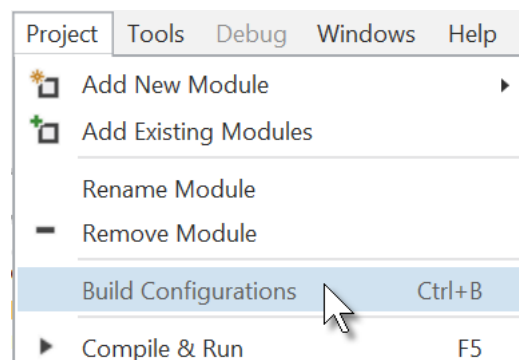 Project Tools Debug Windows Help
Add New Module
Add Existing Modules
Rename Module
Remove Module
Build Configurations Ctrl+B
Compile & Run F5